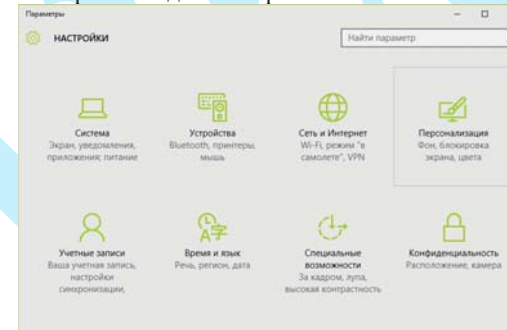 Параметры
НАСТРОЙКИ
Найти параметр
Система
Экран, уведомления,
приложения; питание
Устройства
Bluetooth, принтеры,
мышь
Сеть и Интернет
Wi-Fi, режим "в
самолете", VPN
Персонализация
Фон, блокировка
экрана, цвета
Учетные записи
Ваша учетная запись,
настройки
синхронизации,
Время и язык
Речь, регион, дата
Специальные
возможности
За кадром, лупа,
высокая контрастность
Конфиденциальность
Расположение, камера